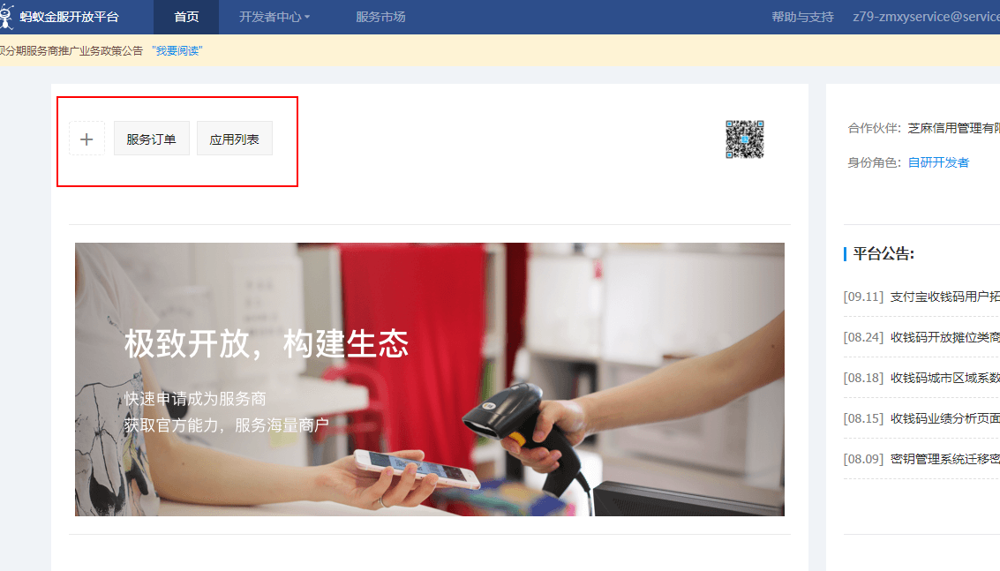 蚂蚁金服开放平台 首页 开发者中心 服务市场 帮助与支持 z79-zmxyservice@service
分期服务商推广业务政策公告 "我要阅读"
服务订单 应用列表
合作伙伴: 芝麻信用管理有
身份角色: 自研开发者
极致开放，构建生态
快速申请成为服务商
获取官方能力，服务海量商户
平台公告:
[09.11] 支付宝收钱码用户拓
[08.24] 收钱码开放摊位类商
[08.18] 收钱码城市区域系数
[08.15] 收钱码业绩分析页面
[08.09] 密钥管理系统迁移密